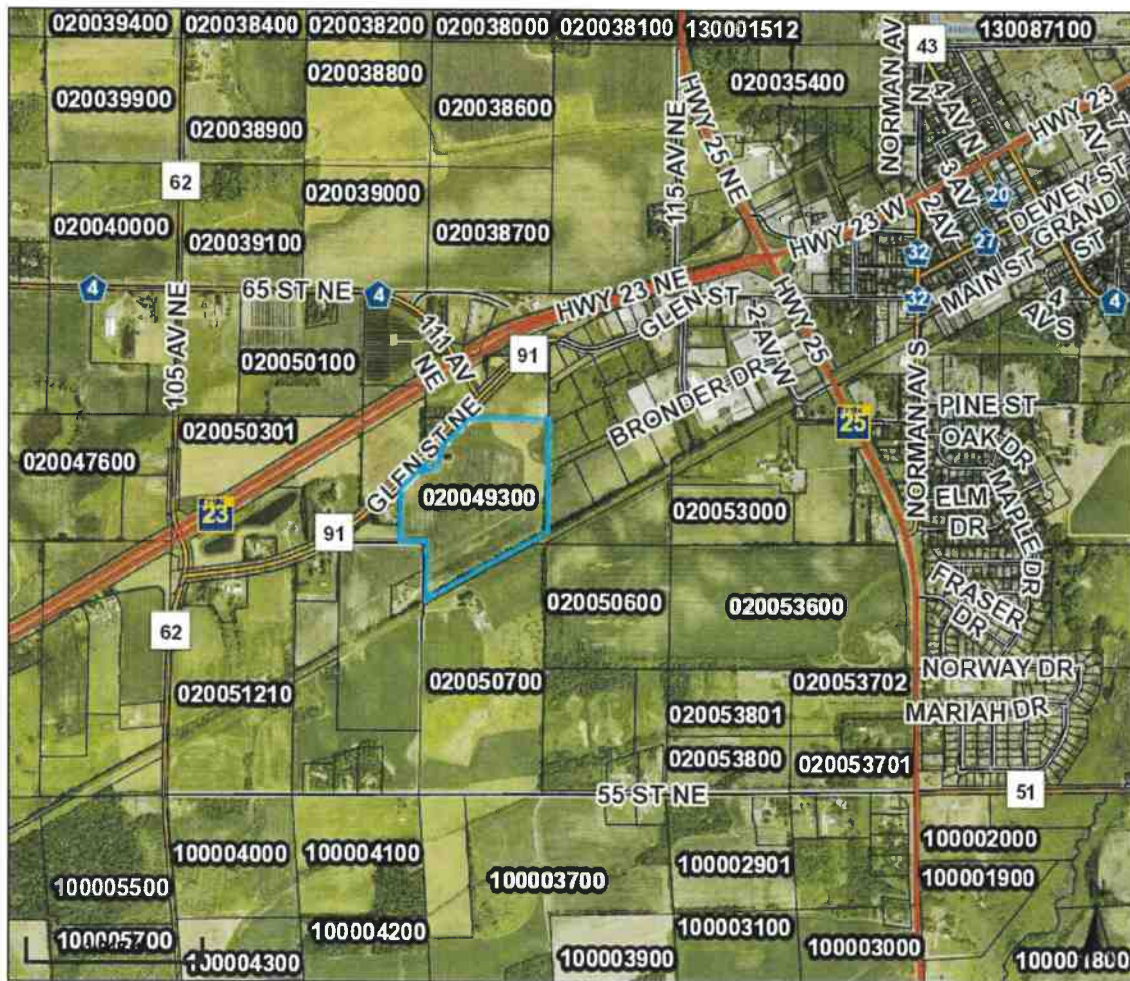 020039400 020038400 020038200 020038000 020038100 130001512
NORMAN AV N
43
130087100
020039900
020038800
020038600
020035400
HWY 25 NE
115 AV NE
4 AV N
HWY 23
7 AV
020038900
62
020039000
3 AV
20
DEWEY ST
GRAND ST
020040000
020039100
020038700
HWY 23 W
2 AV
32
27
MAIN ST
4
65 ST NE
4
HWY 23 NE
GLEN ST
HWY 25
32
4 AV S
4
105 AV NE
111 AV NE
91
2 AV W
020050100
BRONDER DR
NORMAN AV S
PINE ST
25
OAK DR
020050301
020047600
GLEN ST NE
020049300
ELM DR
MAPLE DR
23
91
020053000
FRASER DR
020050600
020053600
62
NORWAY DR
020051210
020050700
020053702
MARIAH DR
020053801
020053800
020053701
55 ST NE
51
100002000
100004000
100004100
100002901
100005500
100003700
100001900
100005700
100004200
100003100
100003000
100004300
100003900
100001800